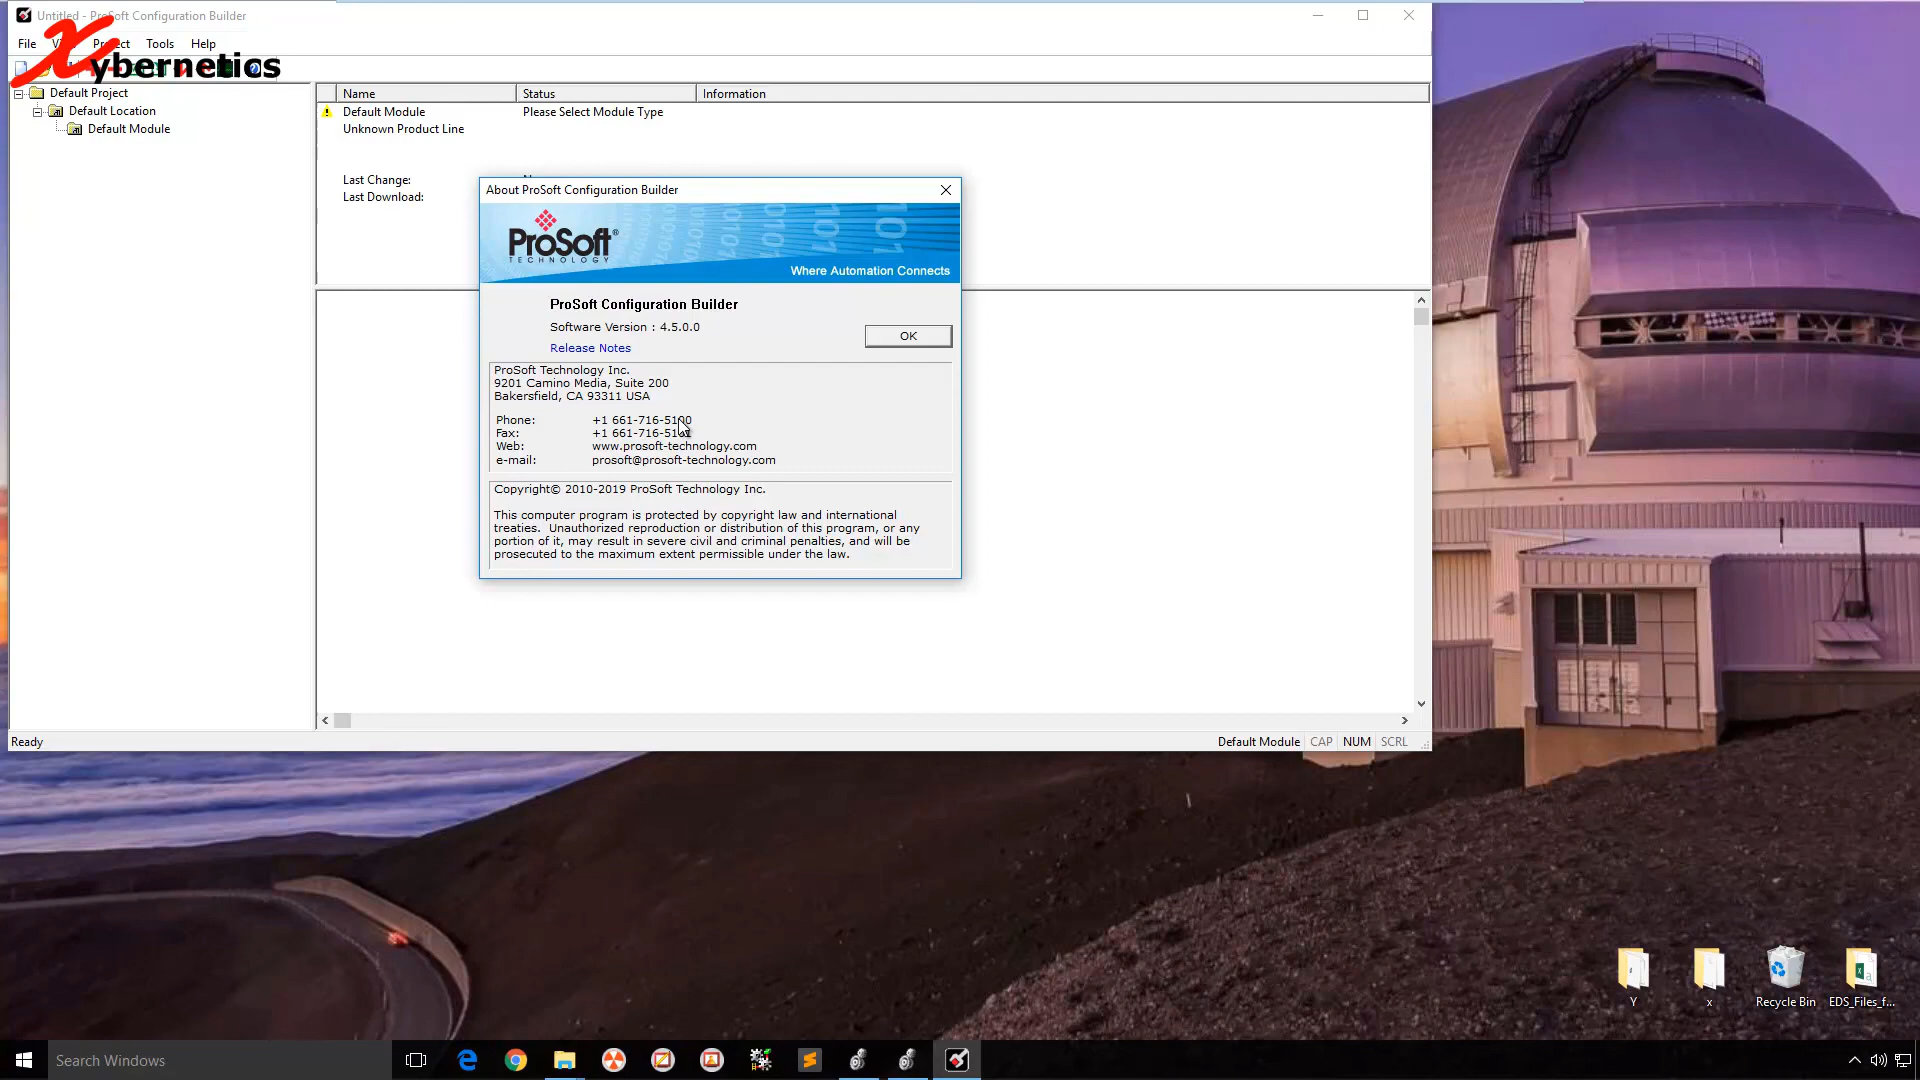 Untitled - ProSoft Configuration Builder
File Project Tools Help
Xybernetics
Default Project
Default Location
Default Module
Name Status Information
Default Module Please Select Module Type
Unknown Product Line
Last Change:
Last Download:
About ProSoft Configuration Builder
ProSoft®
TECHNOLOGY
Where Automation Connects
ProSoft Configuration Builder
Software Version : 4.5.0.0
OK
Release Notes
ProSoft Technology Inc.
9201 Camino Media, Suite 200
Bakersfield, CA 93311 USA
Phone: +1 661-716-5100
Fax:
Web: www.prosoft-technology.com
e-mail: prosoft@prosoft-technology.com
Copyright© 2010-2019 ProSoft Technology Inc.
This computer program is protected by copyright law and international
treaties. Unauthorized reproduction or distribution of this program, or any
portion of it, may result in severe civil and criminal penalties, and will be
prosecuted to the maximum extent permissible under the law.
Ready
Default Module CAP NUM SCRL
Y
x
Recycle Bin
EDS_Files_f...
Search Windows